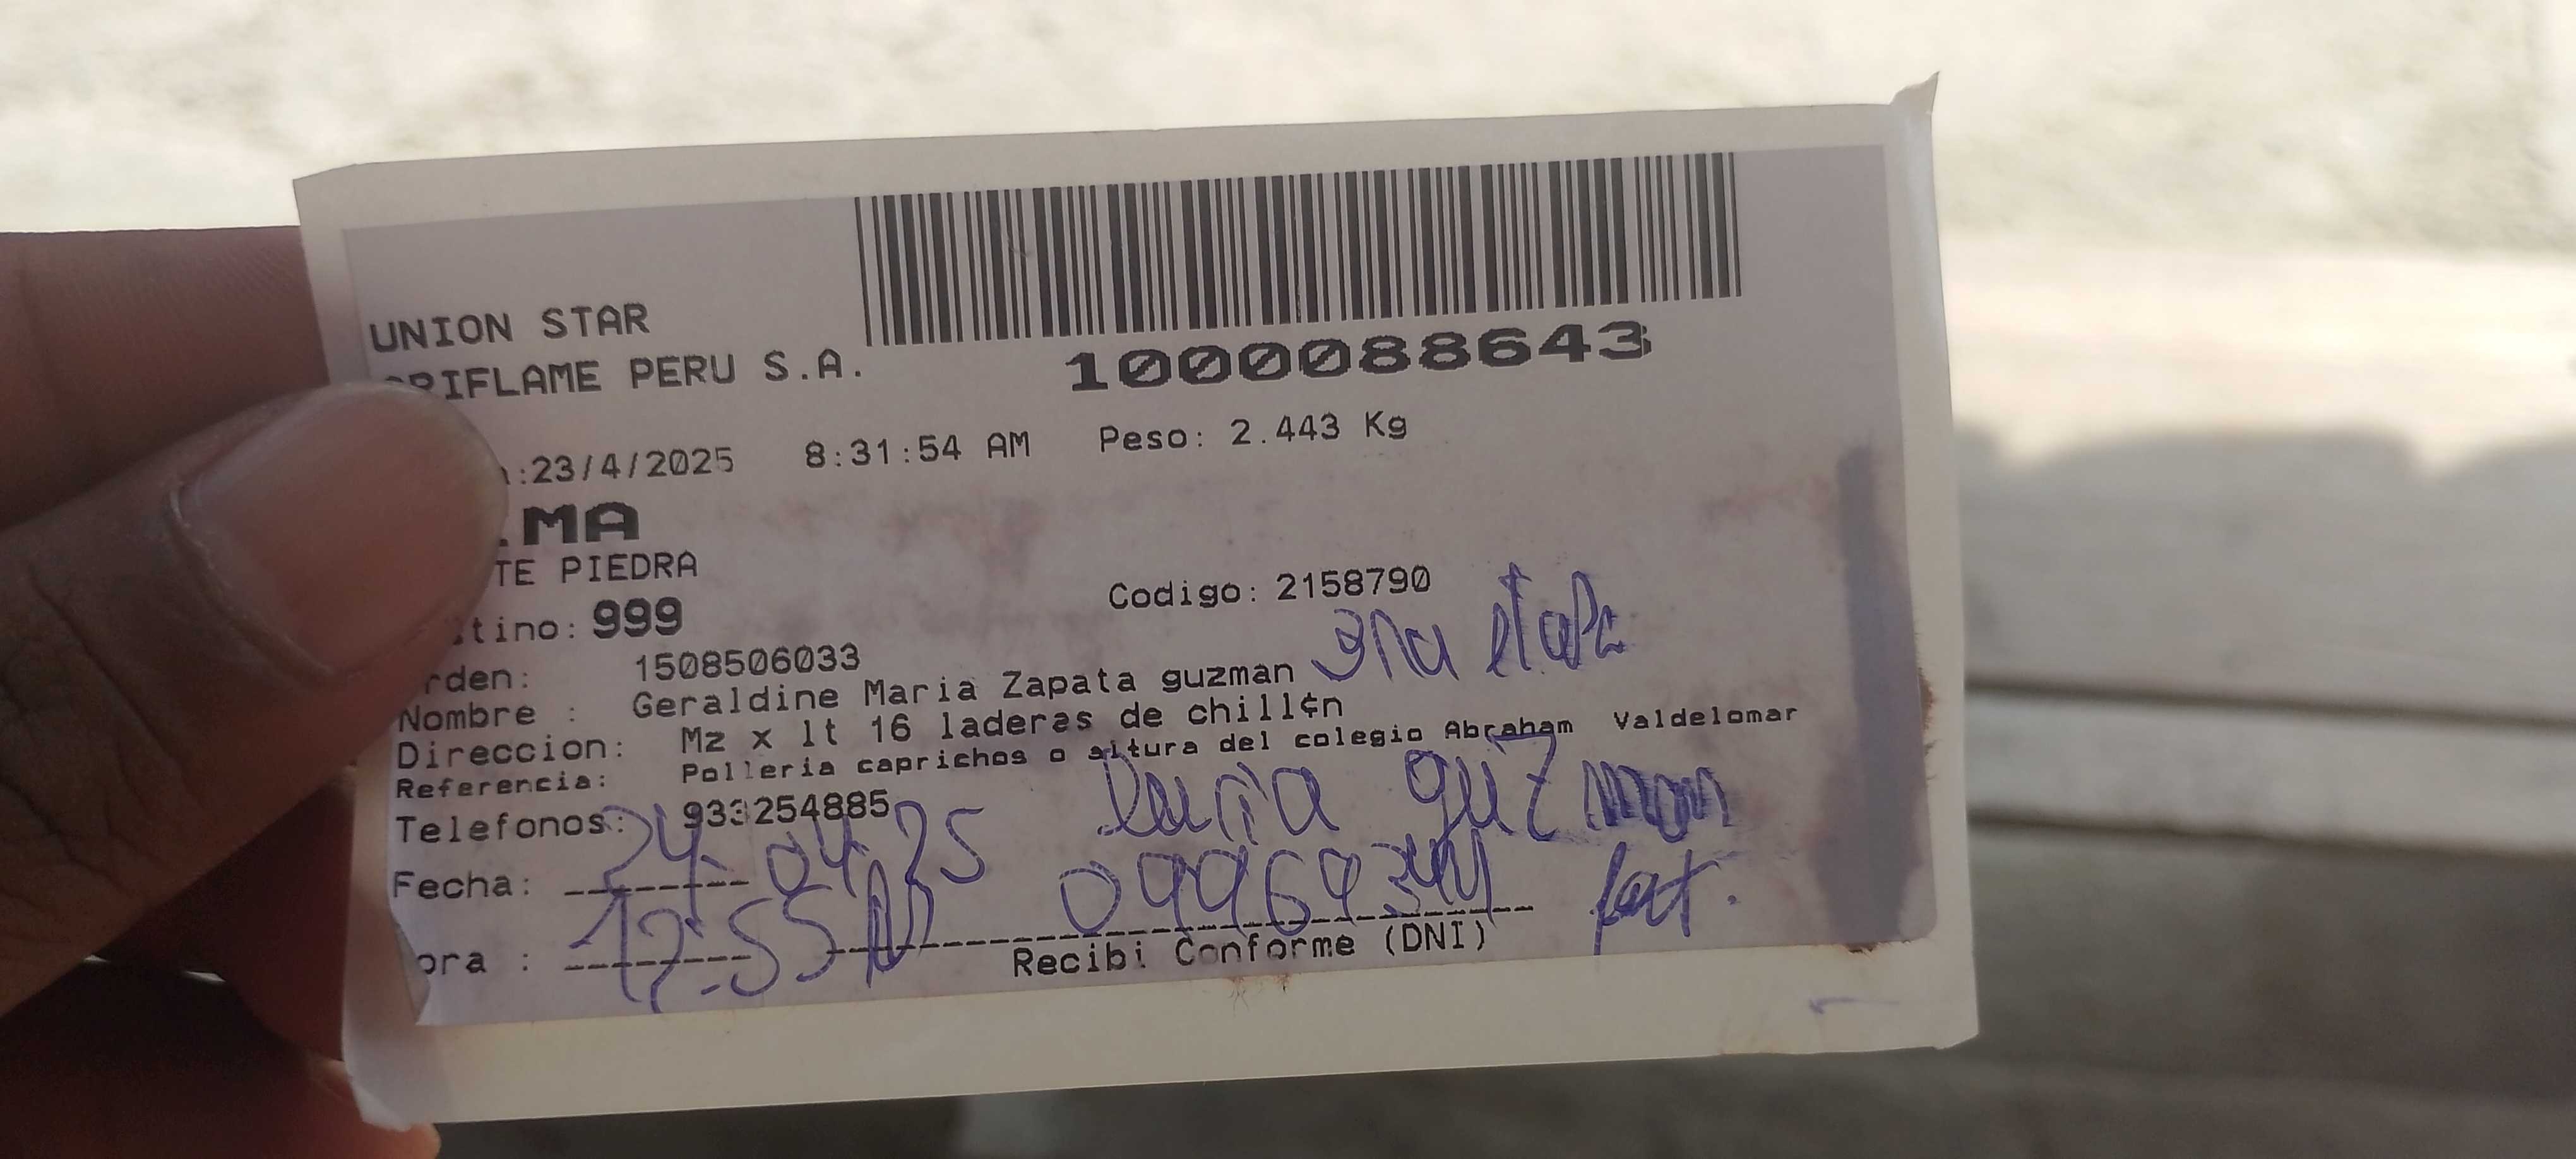 UNION STAR
ORIFLAME PERU S.A.
1000088643
:23/4/2025 8:31:54 AM Peso: 2.443 Kg
MA
TE PIEDRA
Codigo: 2158790
tino: 999
3ra etapa
rden: 1508506033
Nombre : Geraldine Maria Zapata guzman
Direccion: Mz x lt 16 laderas de chill¢n
Referencia: Polleria caprichos o altura del colegio Abraham Valdelomar
Telefonos: 933254885
guzman
Fecha: 24-04-25
ora : 12:55
Recibi Conforme (DNI)